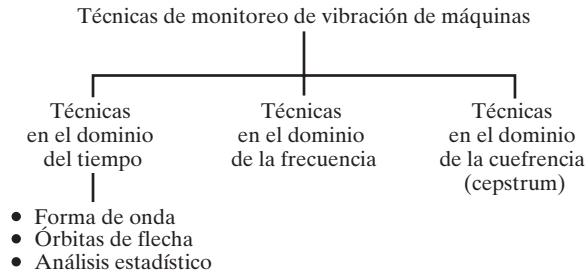 Técnicas de monitoreo de vibración de máquinas
Técnicas
en el dominio
del tiempo
Técnicas
en el dominio
de la frecuencia
Técnicas
en el dominio
de la cuefrencia
(cepstrum)
• Forma de onda
• Órbitas de flecha
• Análisis estadístico